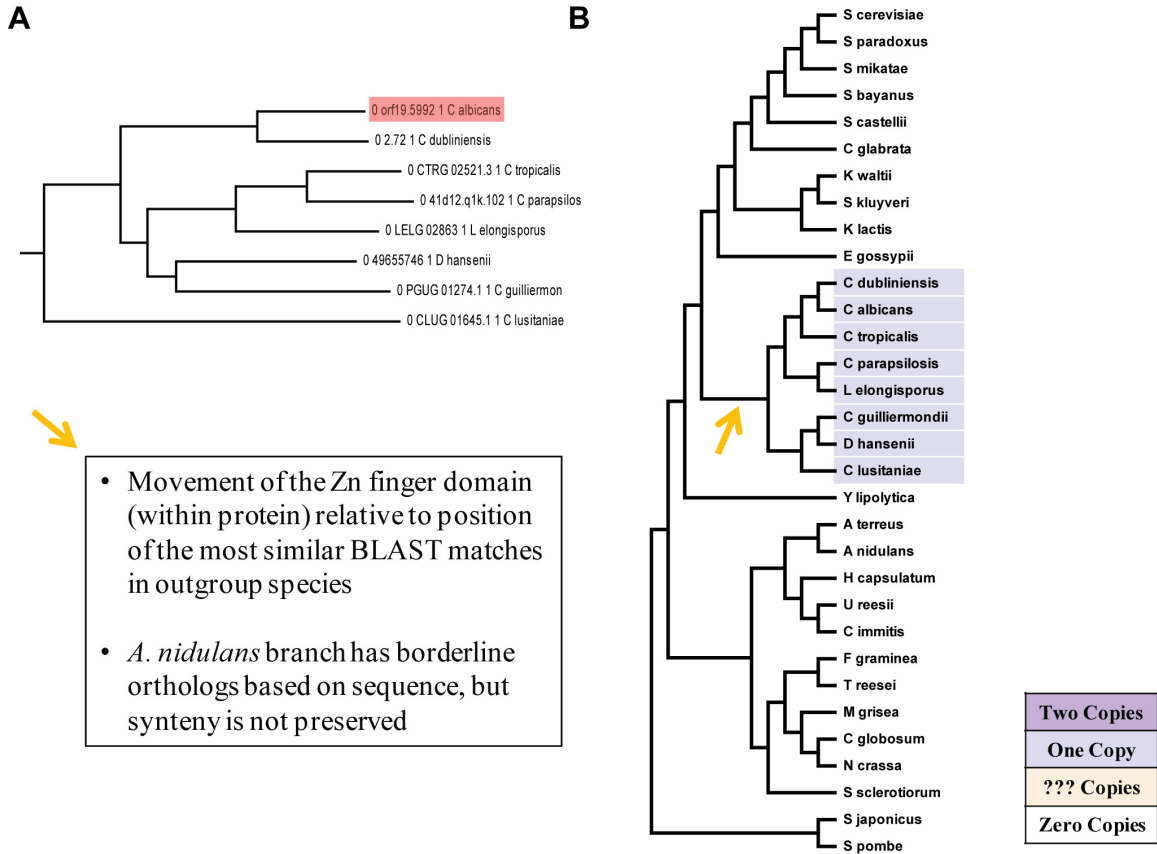 A
0 orf19.5992 1 C albicans
0 2.72 1 C dubliniensis
0 CTRG 02521.3 1 C tropicalis
0 41d12.q1k.102 1 C parapsilos
0 LELG 02863 1 L elongisporus
0 49655746 1 D hansenii
0 PGUG 01274.1 1 C guilliermon
0 CLUG 01645.1 1 C lusitaniae
• Movement of the Zn finger domain
(within protein) relative to position
of the most similar BLAST matches
in outgroup species
• A. nidulans branch has borderline
orthologs based on sequence, but
synteny is not preserved
B
S cerevisiae
S paradoxus
S mikatae
S bayanus
S castellii
C glabrata
K waltii
S kluyveri
K lactis
E gossypii
C dubliniensis
C albicans
C tropicalis
C parapsilosis
L elongisporus
C guilliermondii
D hansenii
C lusitaniae
Y lipolytica
A terreus
A nidulans
H capsulatum
U reesii
C immitis
F graminea
T reesei
M grisea
C globosum
N crassa
S sclerotiorum
S japonicus
S pombe
Two Copies
One Copy
??? Copies
Zero Copies